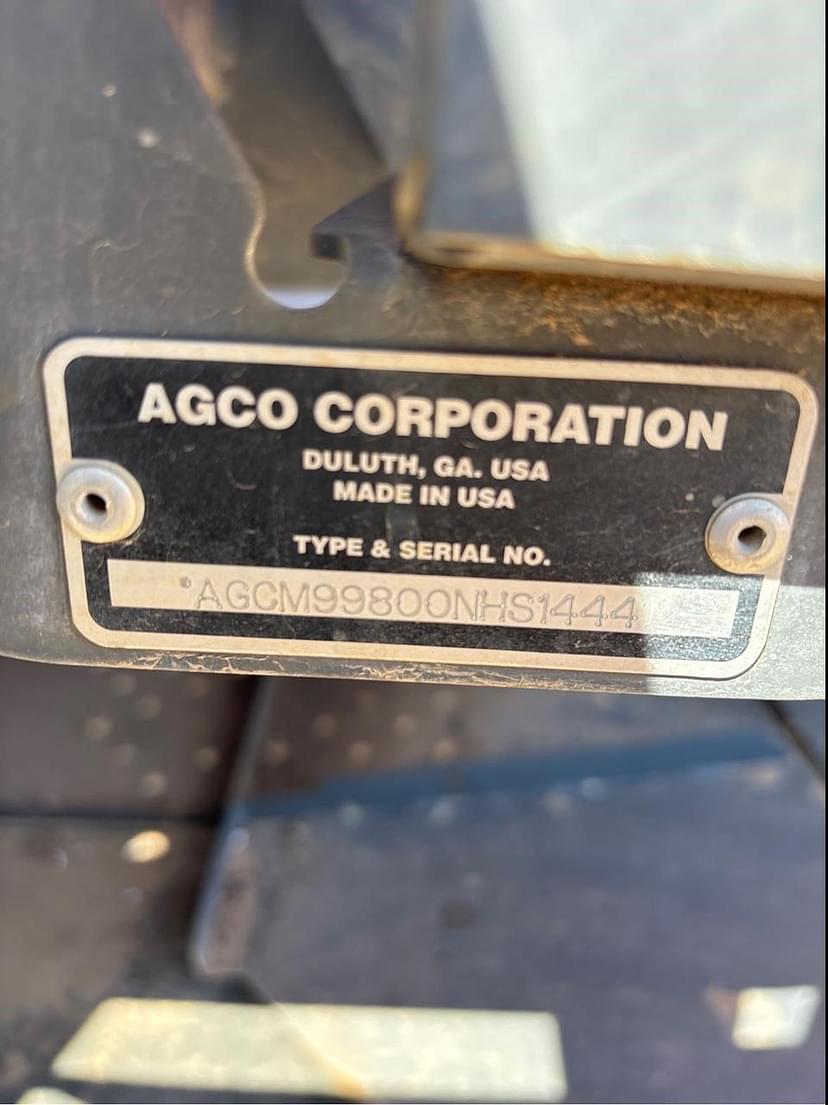 AGCO CORPORATION
DULUTH, GA. USA
MADE IN USA
TYPE & SERIAL NO.
*AGCM99800NHS1444